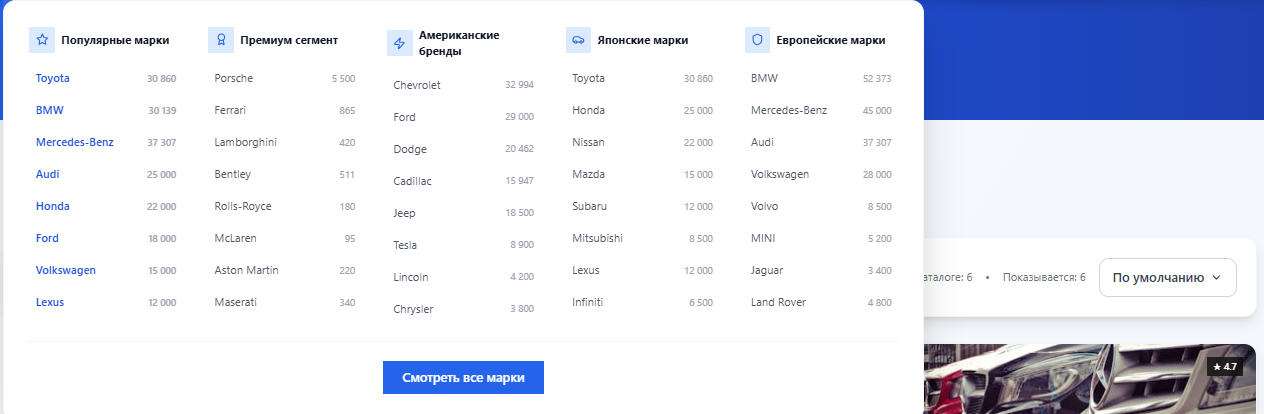 Популярные марки
Toyota 30 860
BMW 30 139
Mercedes-Benz 37 307
Audi 25 000
Honda 22 000
Ford 18 000
Volkswagen 15 000
Lexus 12 000
Премиум сегмент
Porsche 5 500
Ferrari 865
Lamborghini 420
Bentley 511
Rolls-Royce 180
McLaren 95
Aston Martin 220
Maserati 340
Американские
бренды
Chevrolet 32 994
Ford 29 000
Dodge 20 462
Cadillac 15 947
Jeep 18 500
Tesla 8 900
Lincoln 4 200
Chrysler 3 800
Японские марки
Toyota 30 860
Honda 25 000
Nissan 22 000
Mazda 15 000
Subaru 12 000
Mitsubishi 8 500
Lexus 12 000
Infiniti 6 500
Европейские марки
BMW 52 373
Mercedes-Benz 45 000
Audi 37 307
Volkswagen 28 000
Volvo 8 500
MINI 5 200
Jaguar 3 400
Land Rover 4 800
Смотреть все марки
аталоге: 6 • Показывается: 6
По умолчанию
★ 4.7